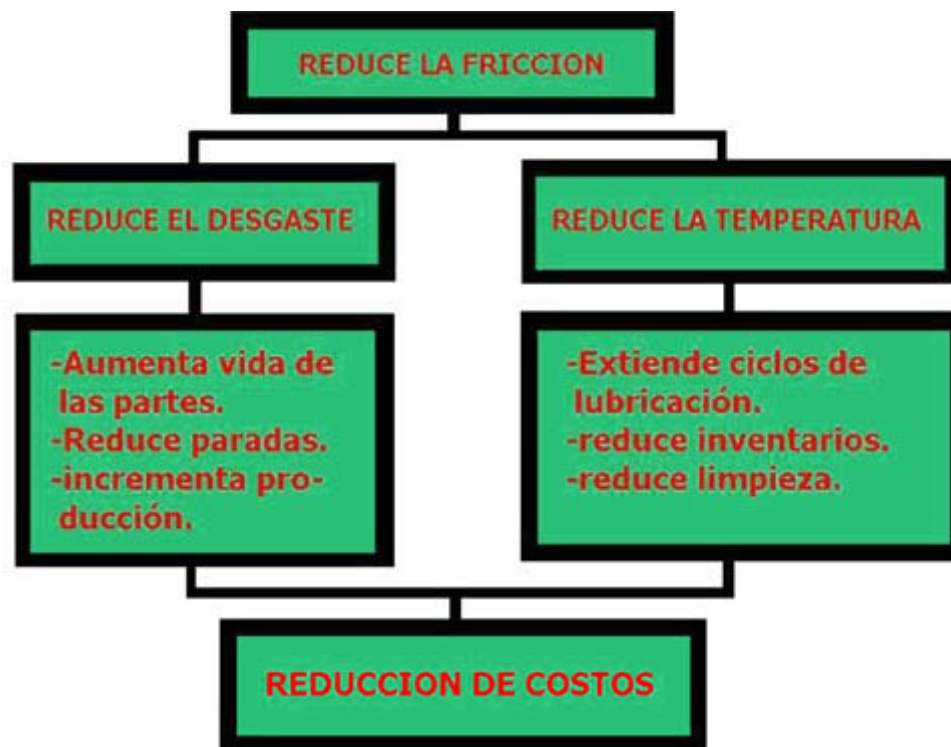 REDUCE LA FRICCION
REDUCE EL DESGASTE
REDUCE LA TEMPERATURA
-Aumenta vida de
las partes.
-Reduce paradas.
-incrementa pro-
ducción.
-Extiende ciclos de
lubricación.
-reduce inventarios.
-reduce limpieza.
REDUCCION DE COSTOS